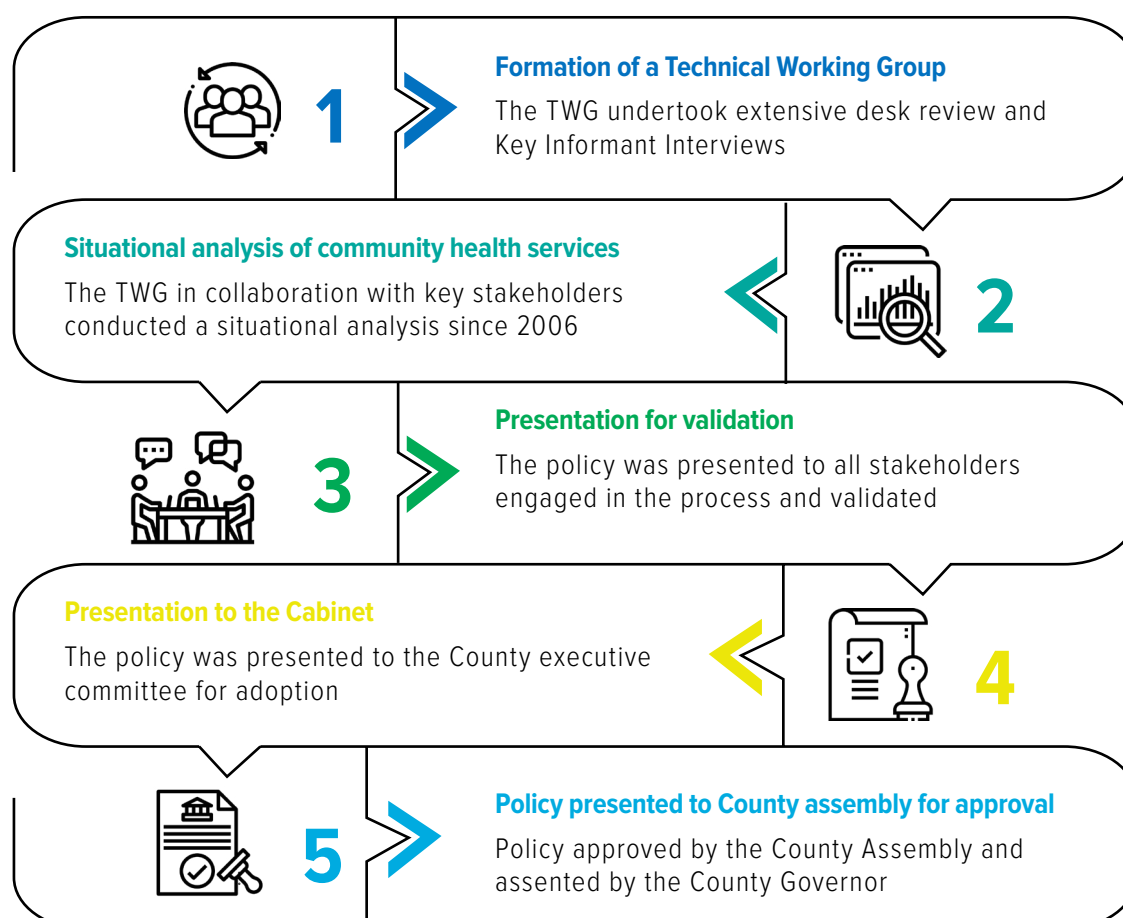 1
Formation of a Technical Working Group
The TWG undertook extensive desk review and
Key Informant Interviews
Situational analysis of community health services
The TWG in collaboration with key stakeholders
conducted a situational analysis since 2006
2
3
Presentation for validation
The policy was presented to all stakeholders
engaged in the process and validated
Presentation to the Cabinet
The policy was presented to the County executive
committee for adoption
4
5
Policy presented to County assembly for approval
Policy approved by the County Assembly and
assented by the County Governor